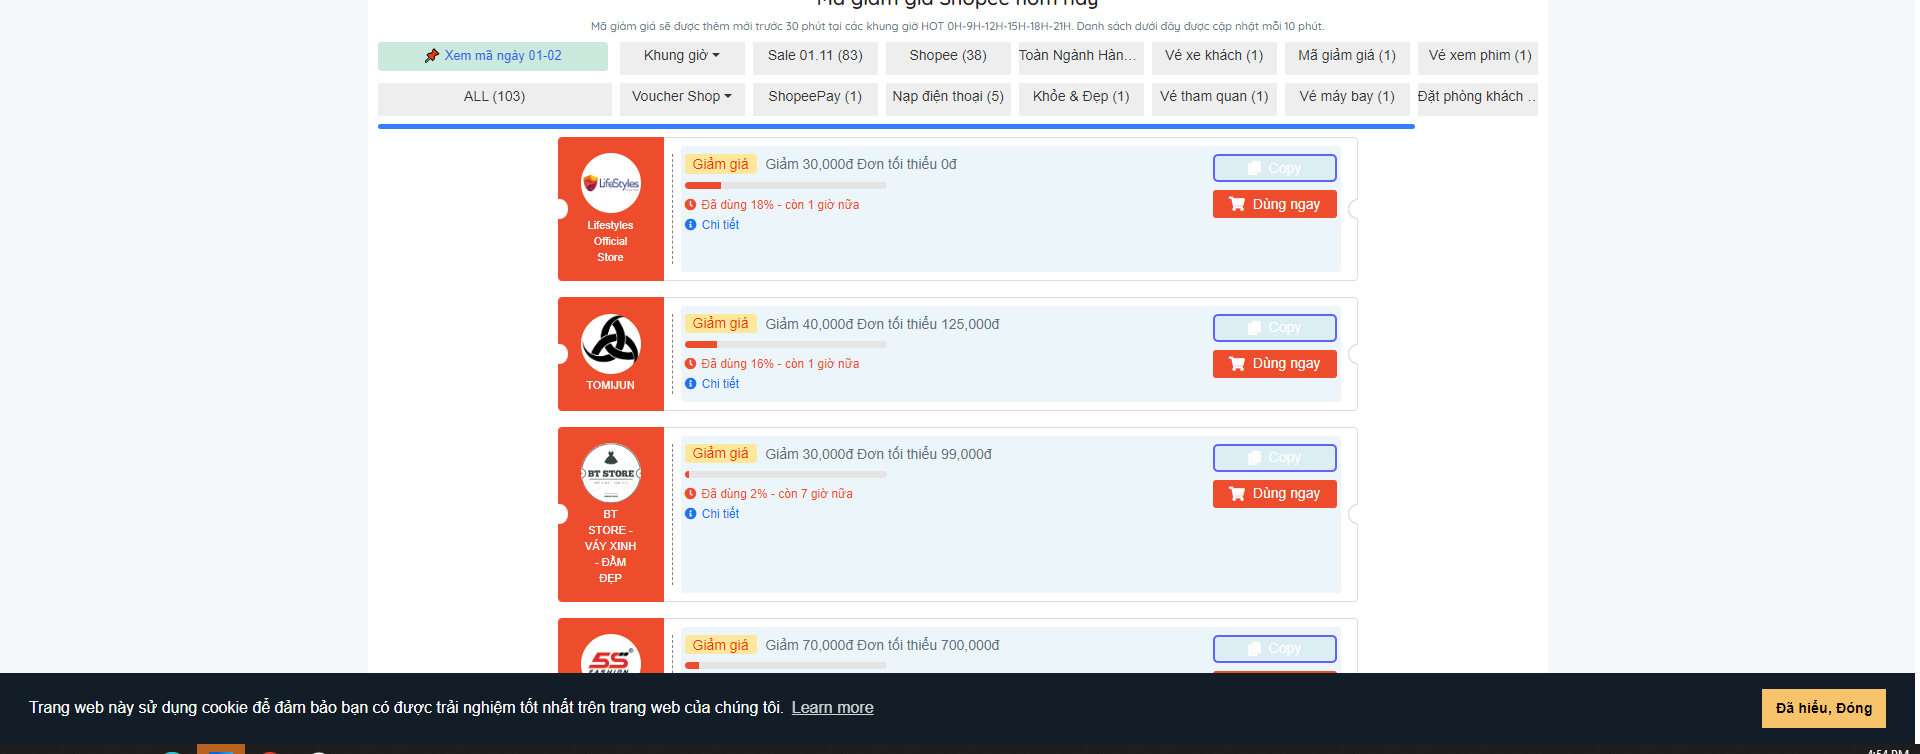 Mã giảm giá Shopee hôm nay
Mã giảm giá sẽ được thêm mới trước 30 phút tại các khung giờ HOT 0H-9H-12H-15H-18H-21H. Danh sách dưới đây được cập nhật mỗi 10 phút.
Xem mã ngày 01-02
Khung giờ
Sale 01.11 (83)
Shopee (38)
Toàn Ngành Hàn...
Vé xe khách (1)
Mã giảm giá (1)
Vé xem phim (1)
ALL (103)
Voucher Shop
ShopeePay (1)
Nạp điện thoại (5)
Khỏe & Đẹp (1)
Vé tham quan (1)
Vé máy bay (1)
Đặt phòng khách ...
LifeStyles
Lifestyles
Official
Store
Giảm giá Giảm 30,000đ Đơn tối thiểu 0đ
Đã dùng 18% - còn 1 giờ nữa
Chi tiết
Copy
Dùng ngay
TOMIJUN
Giảm giá Giảm 40,000đ Đơn tối thiểu 125,000đ
Đã dùng 16% - còn 1 giờ nữa
Chi tiết
Copy
Dùng ngay
BT STORE
BT
STORE -
VÁY XINH
- ĐẦM
ĐẸP
Giảm giá Giảm 30,000đ Đơn tối thiểu 99,000đ
Đã dùng 2% - còn 7 giờ nữa
Chi tiết
Copy
Dùng ngay
5S
FASHION
Giảm giá Giảm 70,000đ Đơn tối thiểu 700,000đ
Copy
Trang web này sử dụng cookie để đảm bảo bạn có được trải nghiệm tốt nhất trên trang web của chúng tôi. Learn more
Đã hiểu, Đóng
4:54 PM